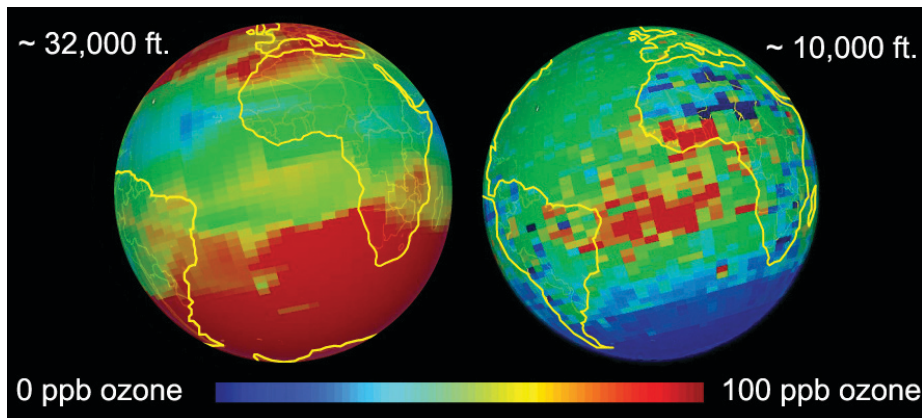 ~ 32,000 ft.
~ 10,000 ft.
0 ppb ozone
100 ppb ozone